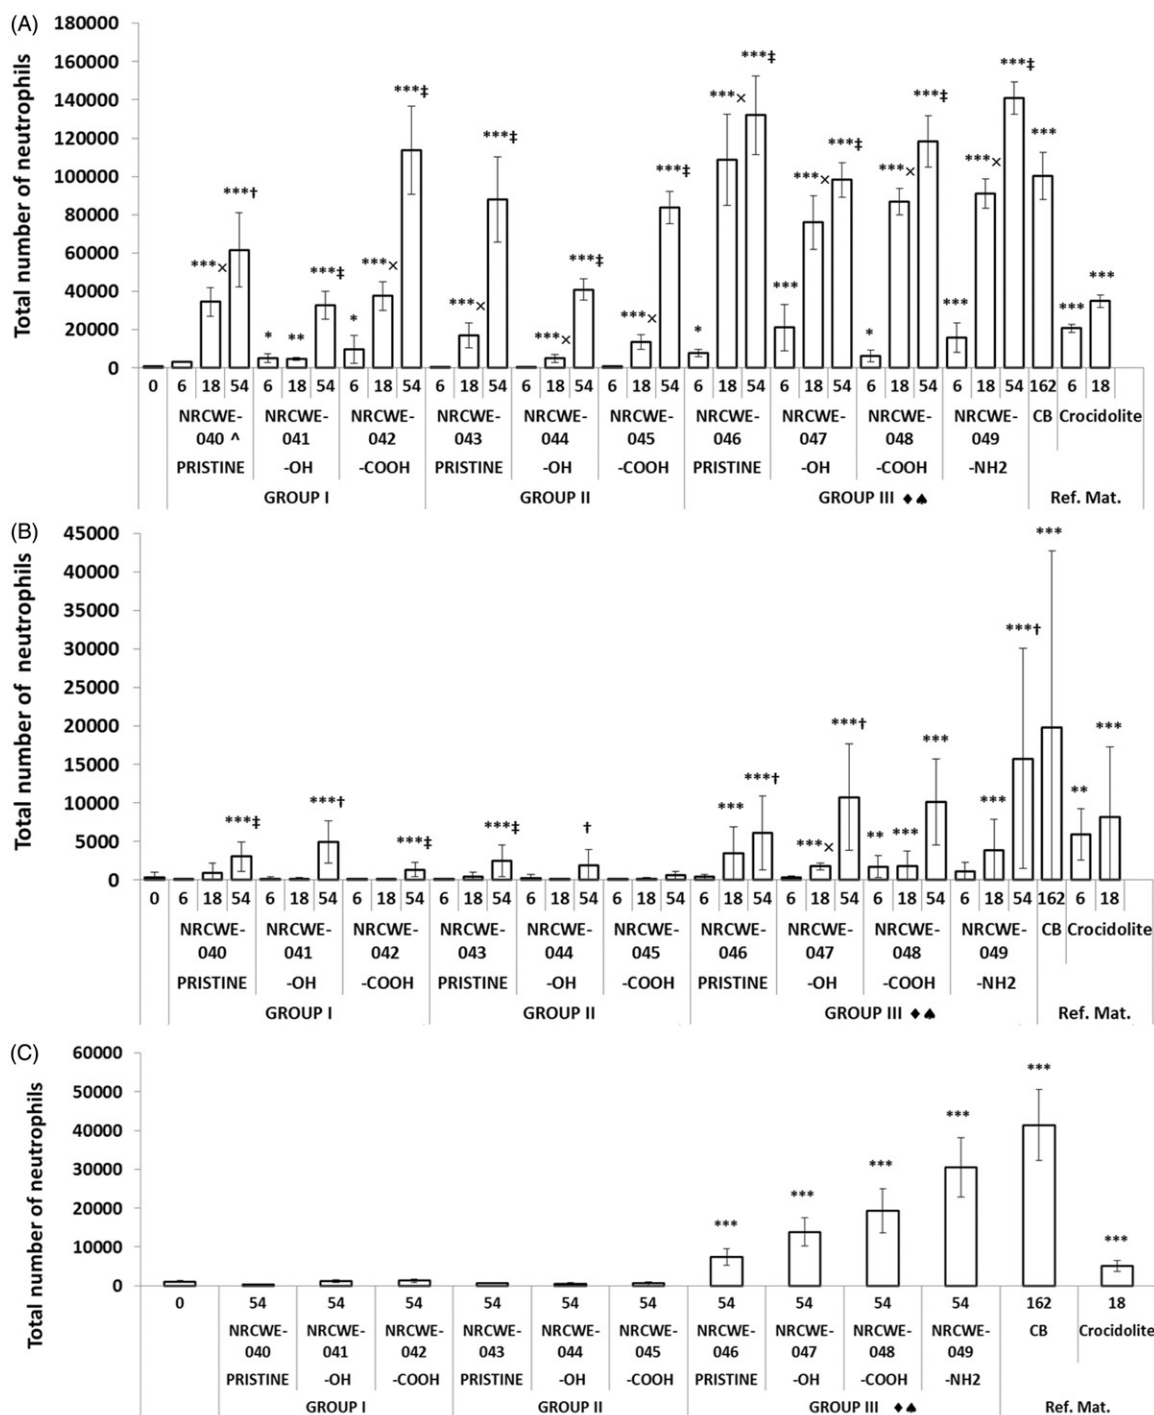 (A)
Total number of neutrophils
180000
160000
140000
120000
100000
80000
60000
40000
20000
0
***× ***† * ** ***‡ * ***× ***‡ ***× ***‡ ***× ***‡ ***× ***‡ * ***× ***‡ *** ***× ***‡ * ***× ***‡ *** ***× ***‡ *** *** ***
0 6 18 54 6 18 54 6 18 54 6 18 54 6 18 54 6 18 54 6 18 54 6 18 54 6 18 54 6 18 54 162 6 18
NRCWE- NRCWE- NRCWE- NRCWE- NRCWE- NRCWE- NRCWE- NRCWE- NRCWE- NRCWE- CB Crocidolite
040 ^ 041 042 043 044 045 046 047 048 049
PRISTINE -OH -COOH PRISTINE -OH -COOH PRISTINE -OH -COOH -NH2
GROUP I GROUP II GROUP III ♦♠ Ref. Mat.
(B)
Total number of neutrophils
45000
40000
35000
30000
25000
20000
15000
10000
5000
0
***‡ ***† ***‡ ***‡ † *** ***† ***× ***† ** *** *** *** ***† *** ** ***
0 6 18 54 6 18 54 6 18 54 6 18 54 6 18 54 6 18 54 6 18 54 6 18 54 6 18 54 6 18 54 162 6 18
NRCWE- NRCWE- NRCWE- NRCWE- NRCWE- NRCWE- NRCWE- NRCWE- NRCWE- NRCWE- CB Crocidolite
040 041 042 043 044 045 046 047 048 049
PRISTINE -OH -COOH PRISTINE -OH -COOH PRISTINE -OH -COOH -NH2
GROUP I GROUP II GROUP III ♦♠ Ref. Mat.
(C)
Total number of neutrophils
60000
50000
40000
30000
20000
10000
0
*** *** *** *** *** ***
0 54 54 54 54 54 54 54 54 54 54 162 18
NRCWE- NRCWE- NRCWE- NRCWE- NRCWE- NRCWE- NRCWE- NRCWE- NRCWE- NRCWE- CB Crocidolite
040 041 042 043 044 045 046 047 048 049
PRISTINE -OH -COOH PRISTINE -OH -COOH PRISTINE -OH -COOH -NH2
GROUP I GROUP II GROUP III ♦♠ Ref. Mat.